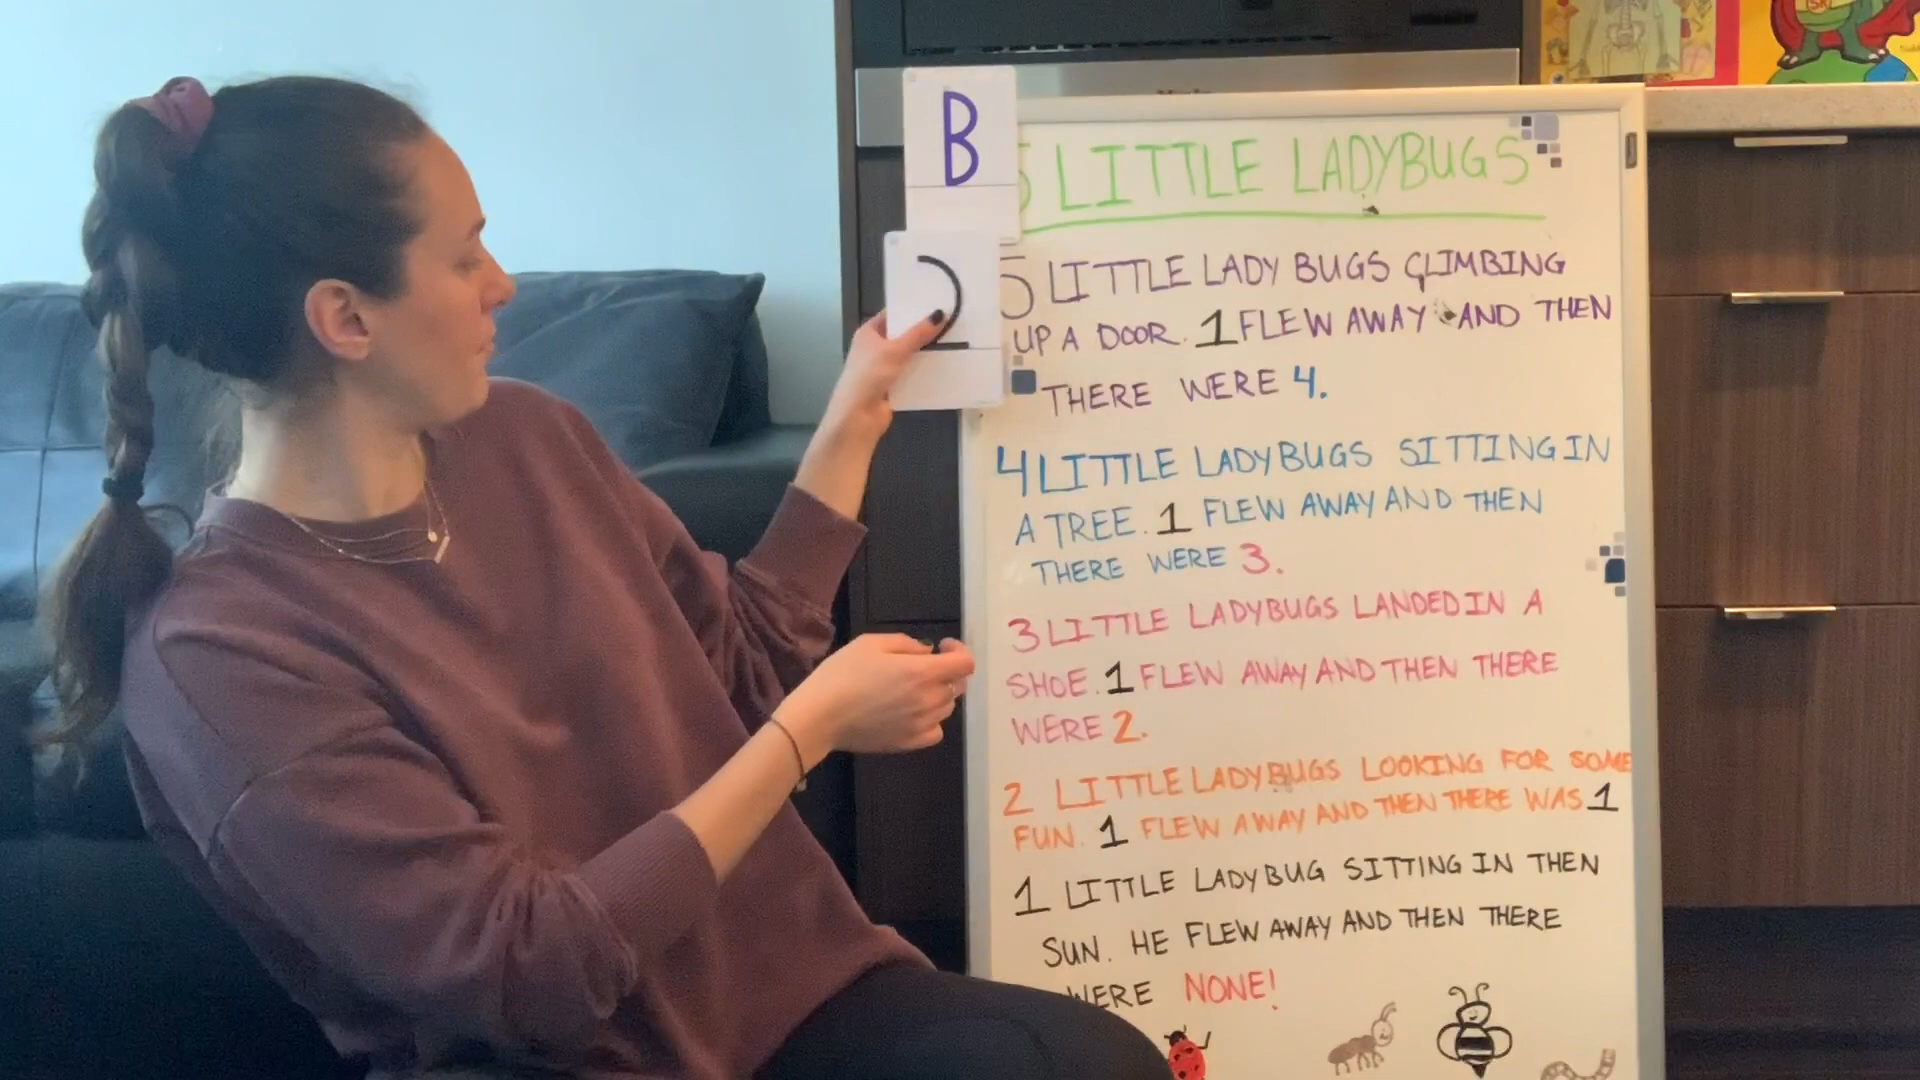 B
2
5 LITTLE LADYBUGS
5 LITTLE LADY BUGS CLIMBING
UP A DOOR. 1 FLEW AWAY AND THEN
THERE WERE 4.
4 LITTLE LADYBUGS SITTING IN
A TREE. 1 FLEW AWAY AND THEN
THERE WERE 3.
3 LITTLE LADYBUGS LANDED IN A
SHOE. 1 FLEW AWAY AND THEN THERE
WERE 2.
2 LITTLE LADYBUGS LOOKING FOR SOME
FUN. 1 FLEW AWAY AND THEN THERE WAS 1
1 LITTLE LADYBUG SITTING IN THEN
SUN. HE FLEW AWAY AND THEN THERE
WERE NONE!